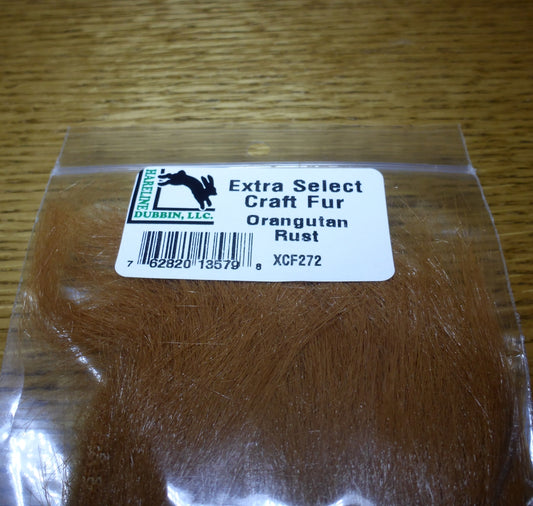 HARELINE
DUBBIN, LLC.
Extra Select
Craft Fur
Orangutan
Rust
7 62820 13579 8
XCF272